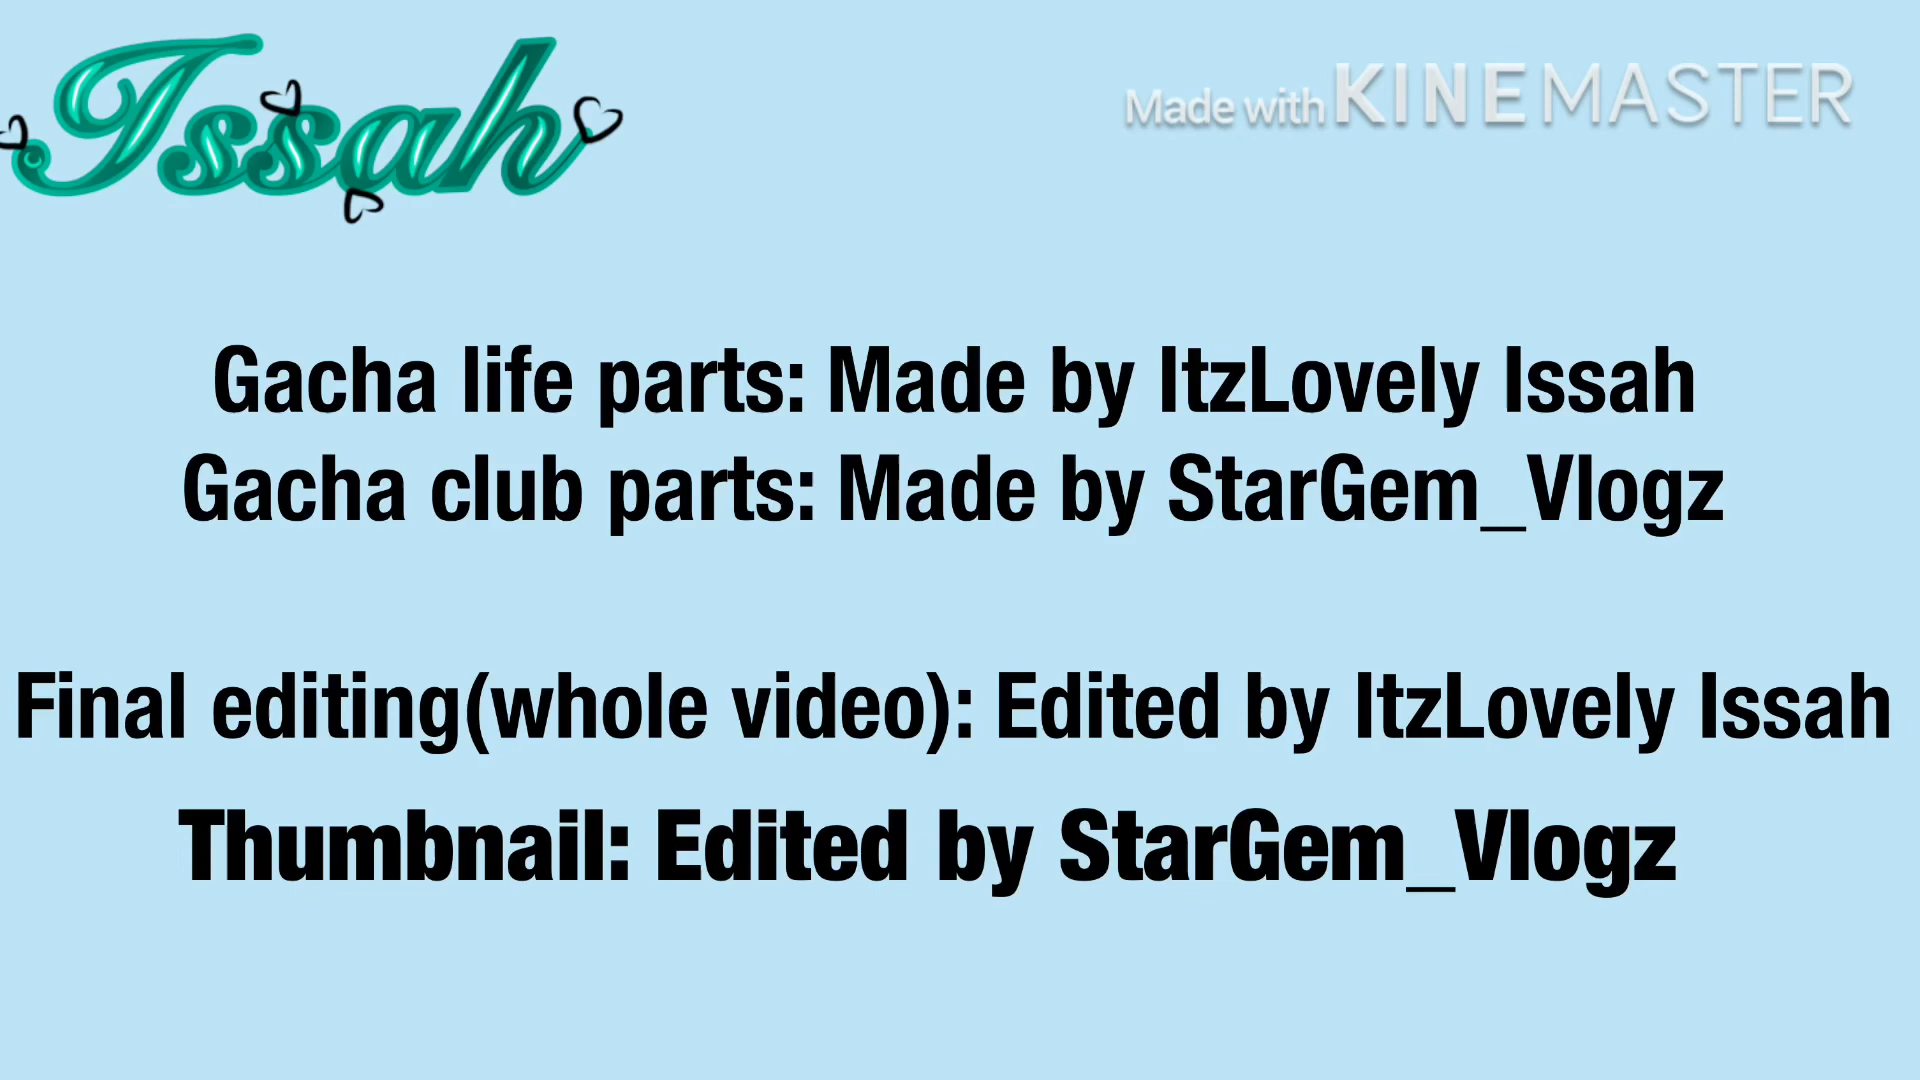 Issah
Made with KINEMASTER
Gacha life parts: Made by ItzLovely Issah
Gacha club parts: Made by StarGem_Vlogz
Final editing(whole video): Edited by ItzLovely Issah
Thumbnail: Edited by StarGem_Vlogz